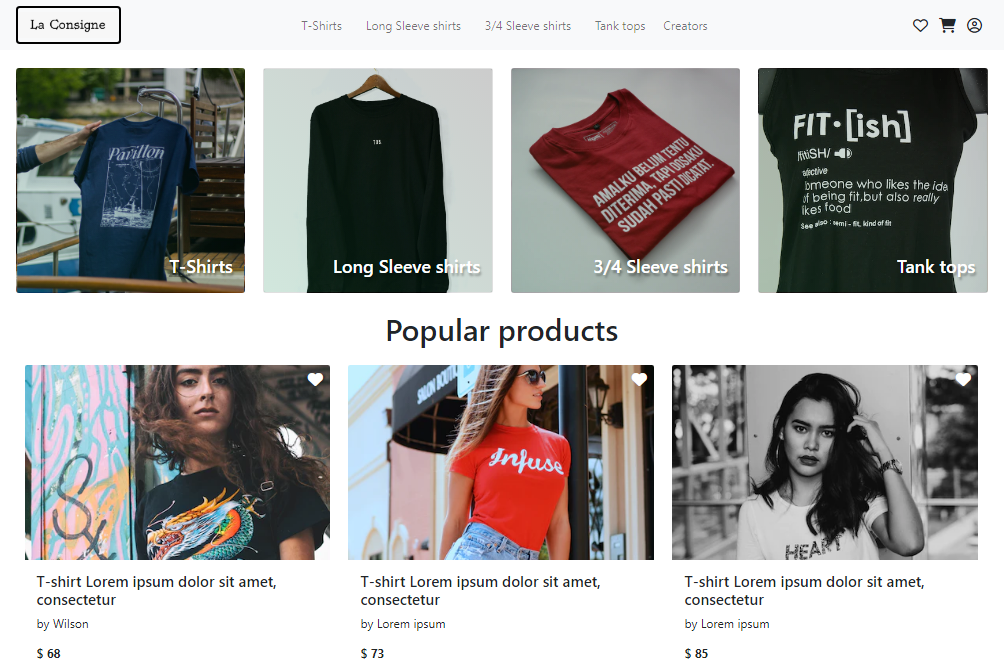 La Consigne
T-Shirts
Long Sleeve shirts
3/4 Sleeve shirts
Tank tops
Creators
Pavillon
T-Shirts
Long Sleeve shirts
AMALKU BELUM TENTU
DITERIMA, TAPI DOSAKU
SUDAH PASTI DICATAT.
3/4 Sleeve shirts
FIT•[ish]
/fitiSH/
adjective
omeone who likes the ide
of being fit,but also really
likes food
See also : semi - fit, kind of fit
Tank tops
Popular products
SALON BOUTI
Infuse
HEART
T-shirt Lorem ipsum dolor sit amet,
consectetur
by Wilson
$ 68
T-shirt Lorem ipsum dolor sit amet,
consectetur
by Lorem ipsum
$ 73
T-shirt Lorem ipsum dolor sit amet,
consectetur
by Lorem ipsum
$ 85